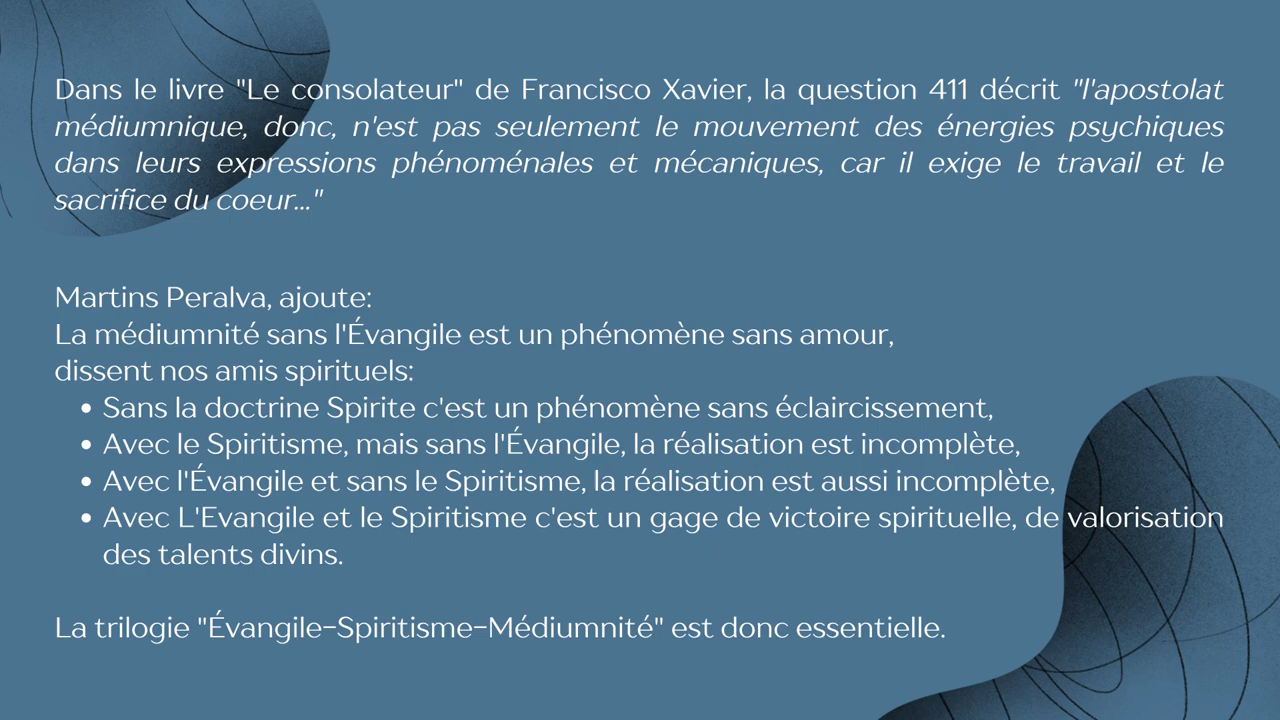 Dans le livre "Le consolateur" de Francisco Xavier, la question 411 décrit "l'apostolat
médiumnique, donc, n'est pas seulement le mouvement des énergies psychiques
dans leurs expressions phénoménales et mécaniques, car il exige le travail et le
sacrifice du coeur..."
Martins Peralva, ajoute:
La médiumnité sans l'Évangile est un phénomène sans amour,
dissent nos amis spirituels:
• Sans la doctrine Spirite c'est un phénomène sans éclaircissement,
• Avec le Spiritisme, mais sans l'Évangile, la réalisation est incomplète,
• Avec l'Évangile et sans le Spiritisme, la réalisation est aussi incomplète,
• Avec L'Evangile et le Spiritisme c'est un gage de victoire spirituelle, de valorisation
des talents divins.
La trilogie "Évangile-Spiritisme-Médiumnité" est donc essentielle.